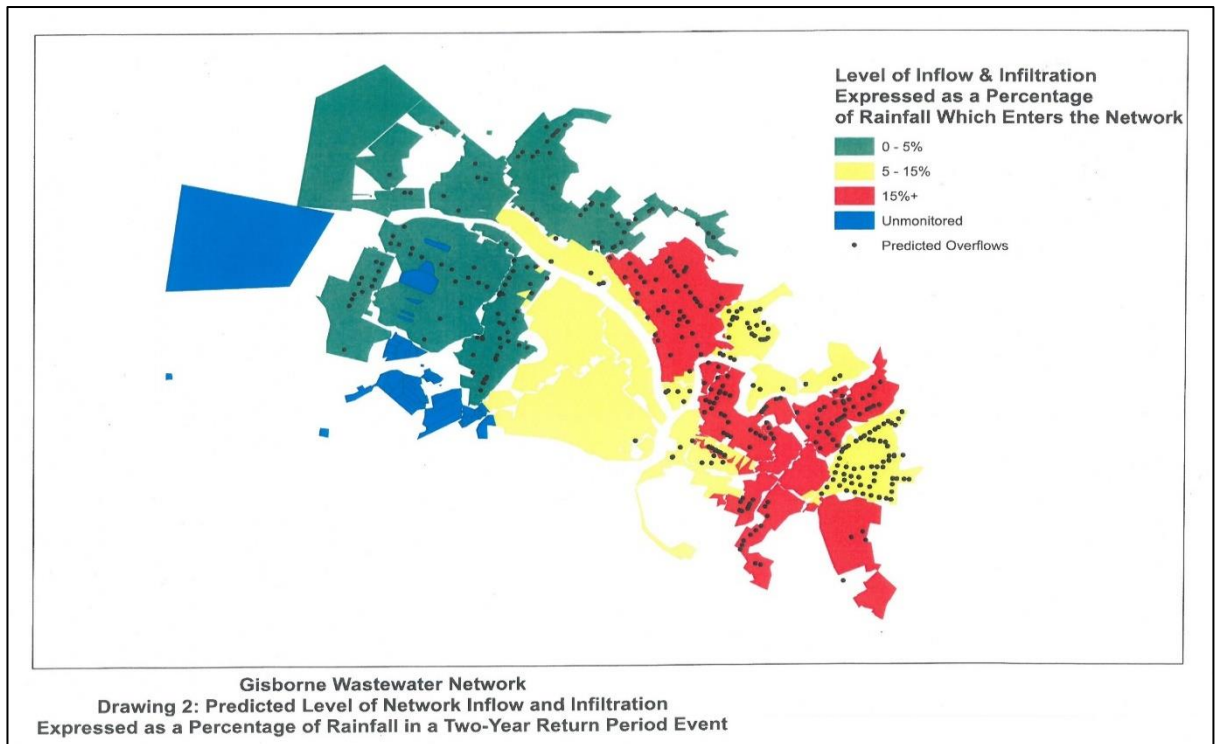 Level of Inflow & Infiltration
Expressed as a Percentage
of Rainfall Which Enters the Network
0 - 5%
5 - 15%
15%+
Unmonitored
Predicted Overflows
Gisborne Wastewater Network
Drawing 2: Predicted Level of Network Inflow and Infiltration
Expressed as a Percentage of Rainfall in a Two-Year Return Period Event